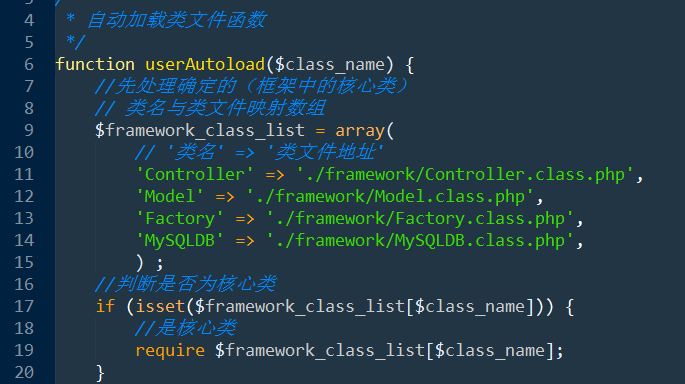 3 /
4 * 自动加载类文件函数
5 */
6 function userAutoload($class_name) {
7 //先处理确定的（框架中的核心类）
8 // 类名与类文件映射数组
9 $framework_class_list = array(
10 // '类名' => '类文件地址'
11 'Controller' => './framework/Controller.class.php',
12 'Model' => './framework/Model.class.php',
13 'Factory' => './framework/Factory.class.php',
14 'MySQLDB' => './framework/MySQLDB.class.php',
15 ) ;
16 //判断是否为核心类
17 if (isset($framework_class_list[$class_name])) {
18 //是核心类
19 require $framework_class_list[$class_name];
20 }